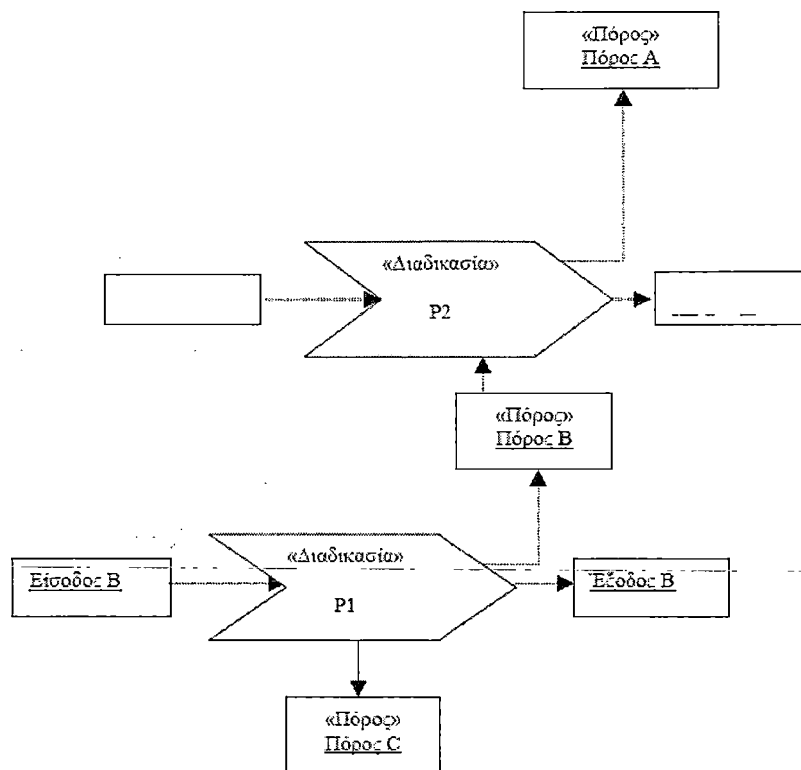 «Πόρος»
Πόρος A
«Διαδικασία»
P2
«Πόρος»
Πόρος B
«Διαδικασία»
Είσοδος B
Έξοδος B
P1
«Πόρος»
Πόρος C